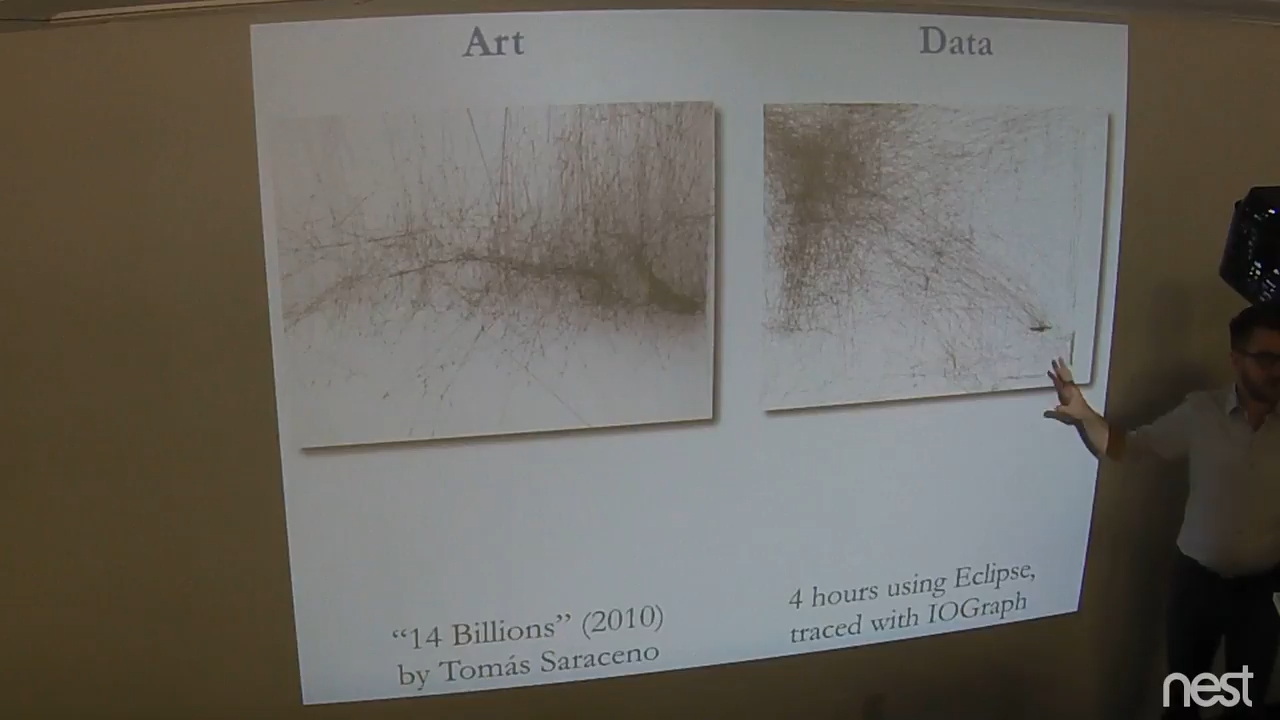 Art
Data
“14 Billions” (2010)
by Tomás Saraceno
4 hours using Eclipse,
traced with IOGraph
nest